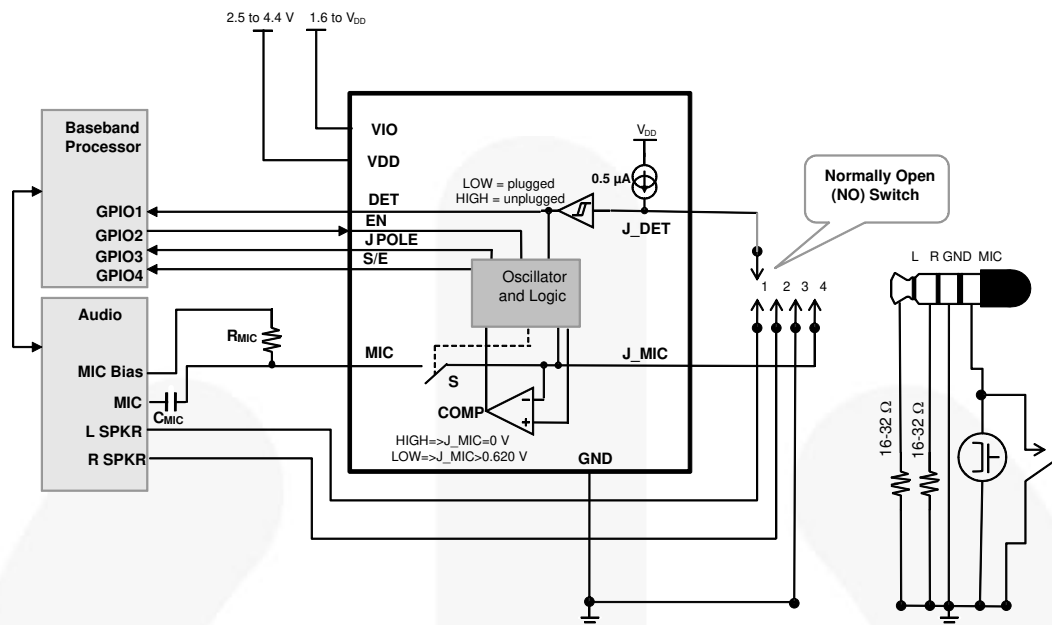 2.5 to 4.4 V
1.6 to VDD
Baseband
Processor
GPIO1
GPIO2
GPIO3
GPIO4
Audio
MIC Bias
MIC
CMIC
L SPKR
R SPKR
RMIC
VIO
VDD
DET
EN
JPOLE
S/E
MIC
LOW = plugged
HIGH = unplugged
VDD
0.5 µA
J_DET
Oscillator
and Logic
S
J_MIC
COMP
HIGH=>J_MIC=0 V
LOW=>J_MIC>0.620 V
GND
Normally Open
(NO) Switch
1 2 3 4
L R GND MIC
16-32 Ω
16-32 Ω